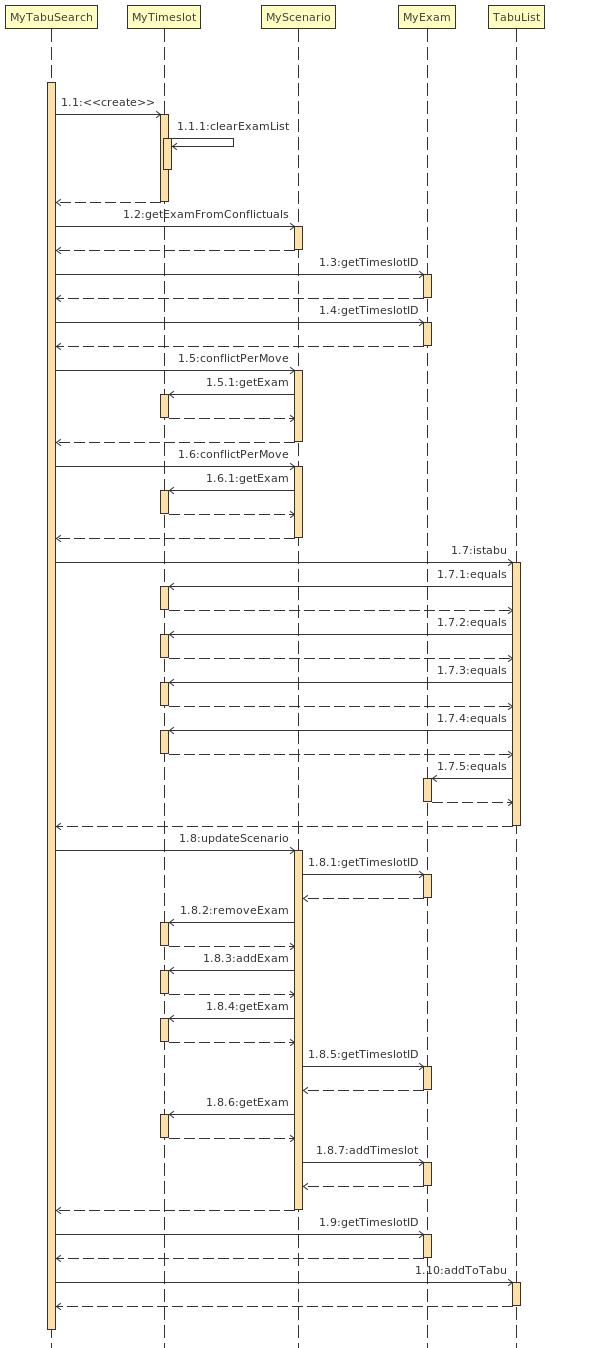 MyTabuSearch
MyTimeslot
MyScenario
MyExam
TabuList
1.1:<<create>>
1.1.1:clearExamList
1.2:getExamFromConflictuals
1.3:getTimeslotID
1.4:getTimeslotID
1.5:conflictPerMove
1.5.1:getExam
1.6:conflictPerMove
1.6.1:getExam
1.7:istabu
1.7.1:equals
1.7.2:equals
1.7.3:equals
1.7.4:equals
1.7.5:equals
1.8:updateScenario
1.8.1:getTimeslotID
1.8.2:removeExam
1.8.3:addExam
1.8.4:getExam
1.8.5:getTimeslotID
1.8.6:getExam
1.8.7:addTimeslot
1.9:getTimeslotID
1.10:addToTabu